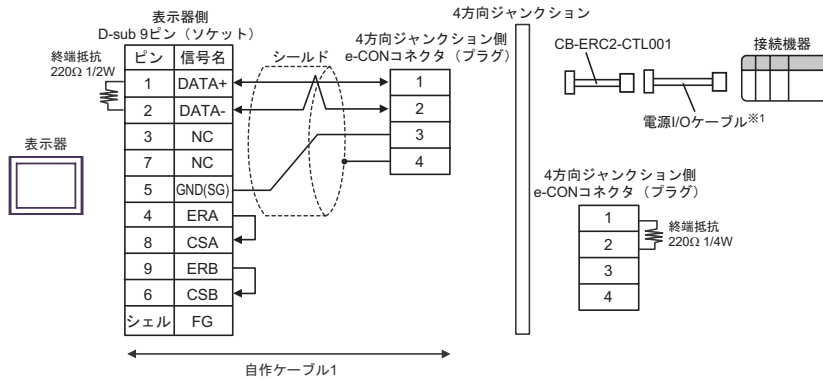 表示器側
D-sub 9ピン（ソケット）
終端抵抗
220Ω 1/2W
ピン 信号名
1 DATA+
2 DATA-
3 NC
7 NC
5 GND(SG)
4 ERA
8 CSA
9 ERB
6 CSB
シェル FG
表示器
シールド
4方向ジャンクション側
e-CONコネクタ（プラグ）
1
2
3
4
自作ケーブル1
4方向ジャンクション
CB-ERC2-CTL001
接続機器
電源I/Oケーブル※1
4方向ジャンクション側
e-CONコネクタ（プラグ）
1
2
3
4
終端抵抗
220Ω 1/4W